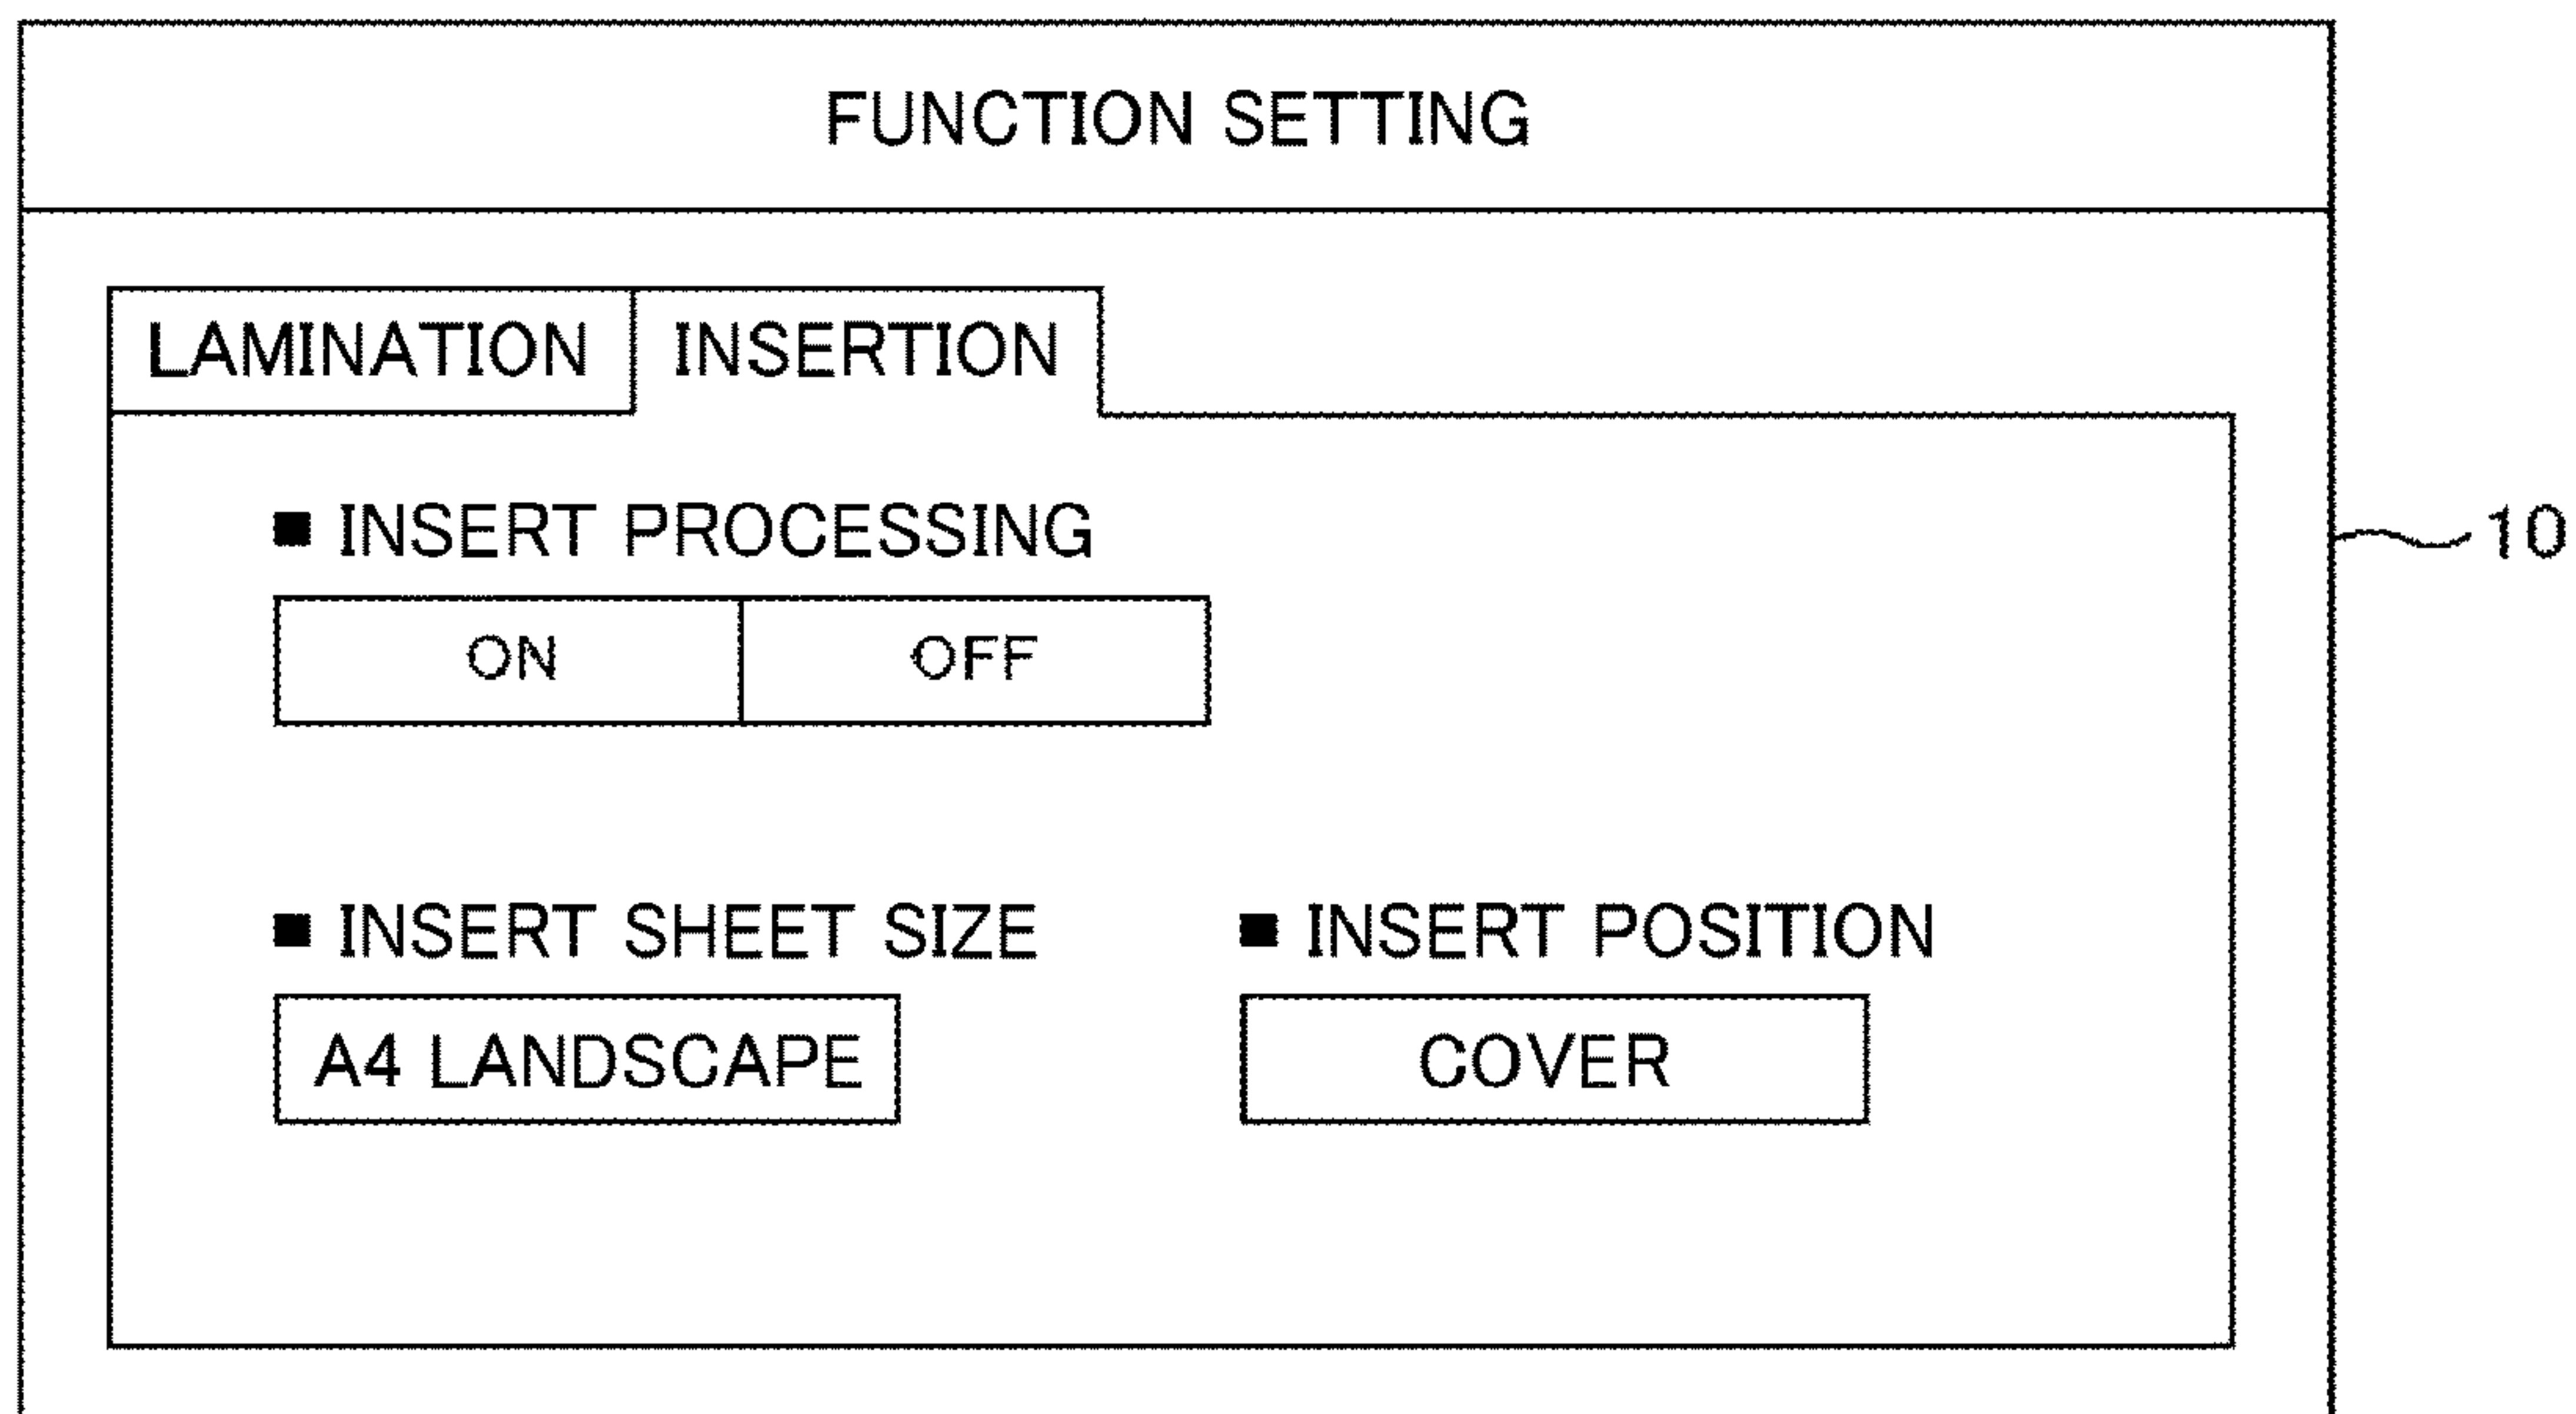 FUNCTION SETTING
LAMINATION INSERTION
■ INSERT PROCESSING
10
ON OFF
■ INSERT SHEET SIZE ■ INSERT POSITION
A4 LANDSCAPE COVER